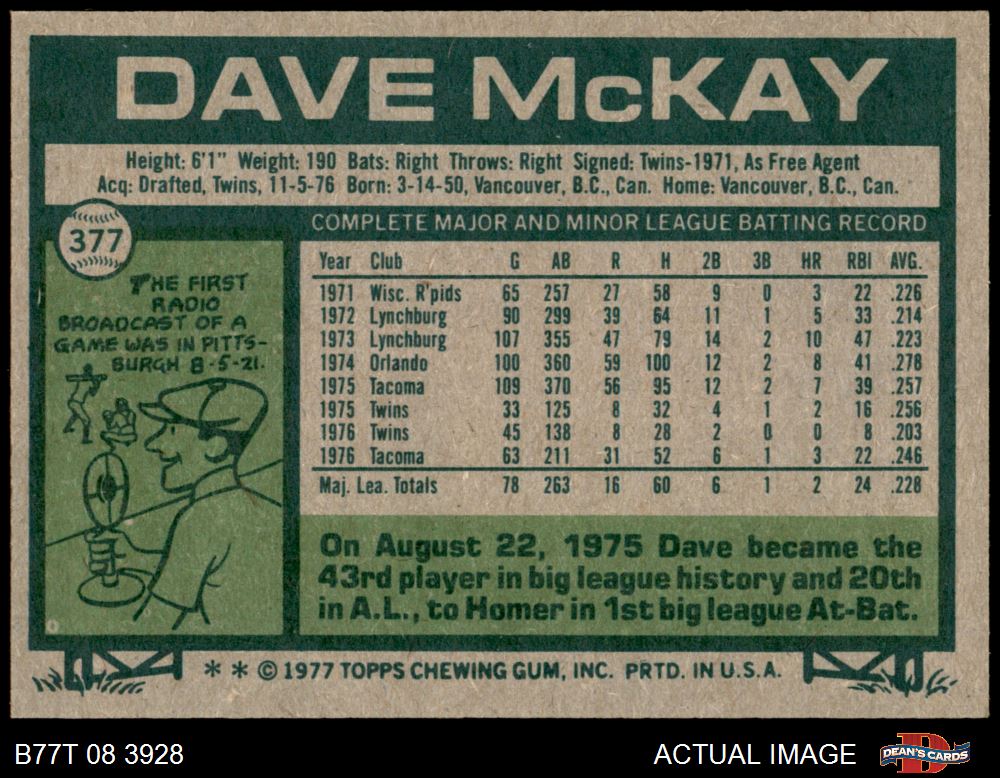 DAVE McKAY
Height: 6'1" Weight: 190 Bats: Right Throws: Right Signed: Twins-1971, As Free Agent
Acq: Drafted, Twins, 11-5-76 Born: 3-14-50, Vancouver, B.C., Can. Home: Vancouver, B.C., Can.
377
THE FIRST
RADIO
BROADCAST OF A
GAME WAS IN PITTS-
BURGH 8-5-21.
COMPLETE MAJOR AND MINOR LEAGUE BATTING RECORD
Year Club G AB R H 2B 3B HR RBI AVG.
1971 Wisc. R'pids 65 257 27 58 9 0 3 22 .226
1972 Lynchburg 90 299 39 64 11 1 5 33 .214
1973 Lynchburg 107 355 47 79 14 2 10 47 .223
1974 Orlando 100 360 59 100 12 2 8 41 .278
1975 Tacoma 109 370 56 95 12 2 7 39 .257
1975 Twins 33 125 8 32 4 1 2 16 .256
1976 Twins 45 138 8 28 2 0 0 8 .203
1976 Tacoma 63 211 31 52 6 1 3 22 .246
Maj. Lea. Totals 78 263 16 60 6 1 2 24 .228
On August 22, 1975 Dave became the
43rd player in big league history and 20th
in A.L., to Homer in 1st big league At-Bat.
* * © 1977 TOPPS CHEWING GUM, INC. PRTD. IN U.S.A.
B77T 08 3928
ACTUAL IMAGE
D
DEAN'S CARDS